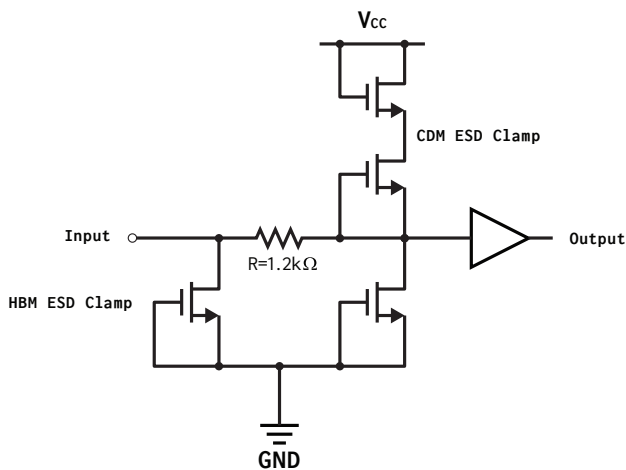 Vcc
CDM ESD Clamp
Input
R=1.2kΩ
Output
HBM ESD Clamp
GND